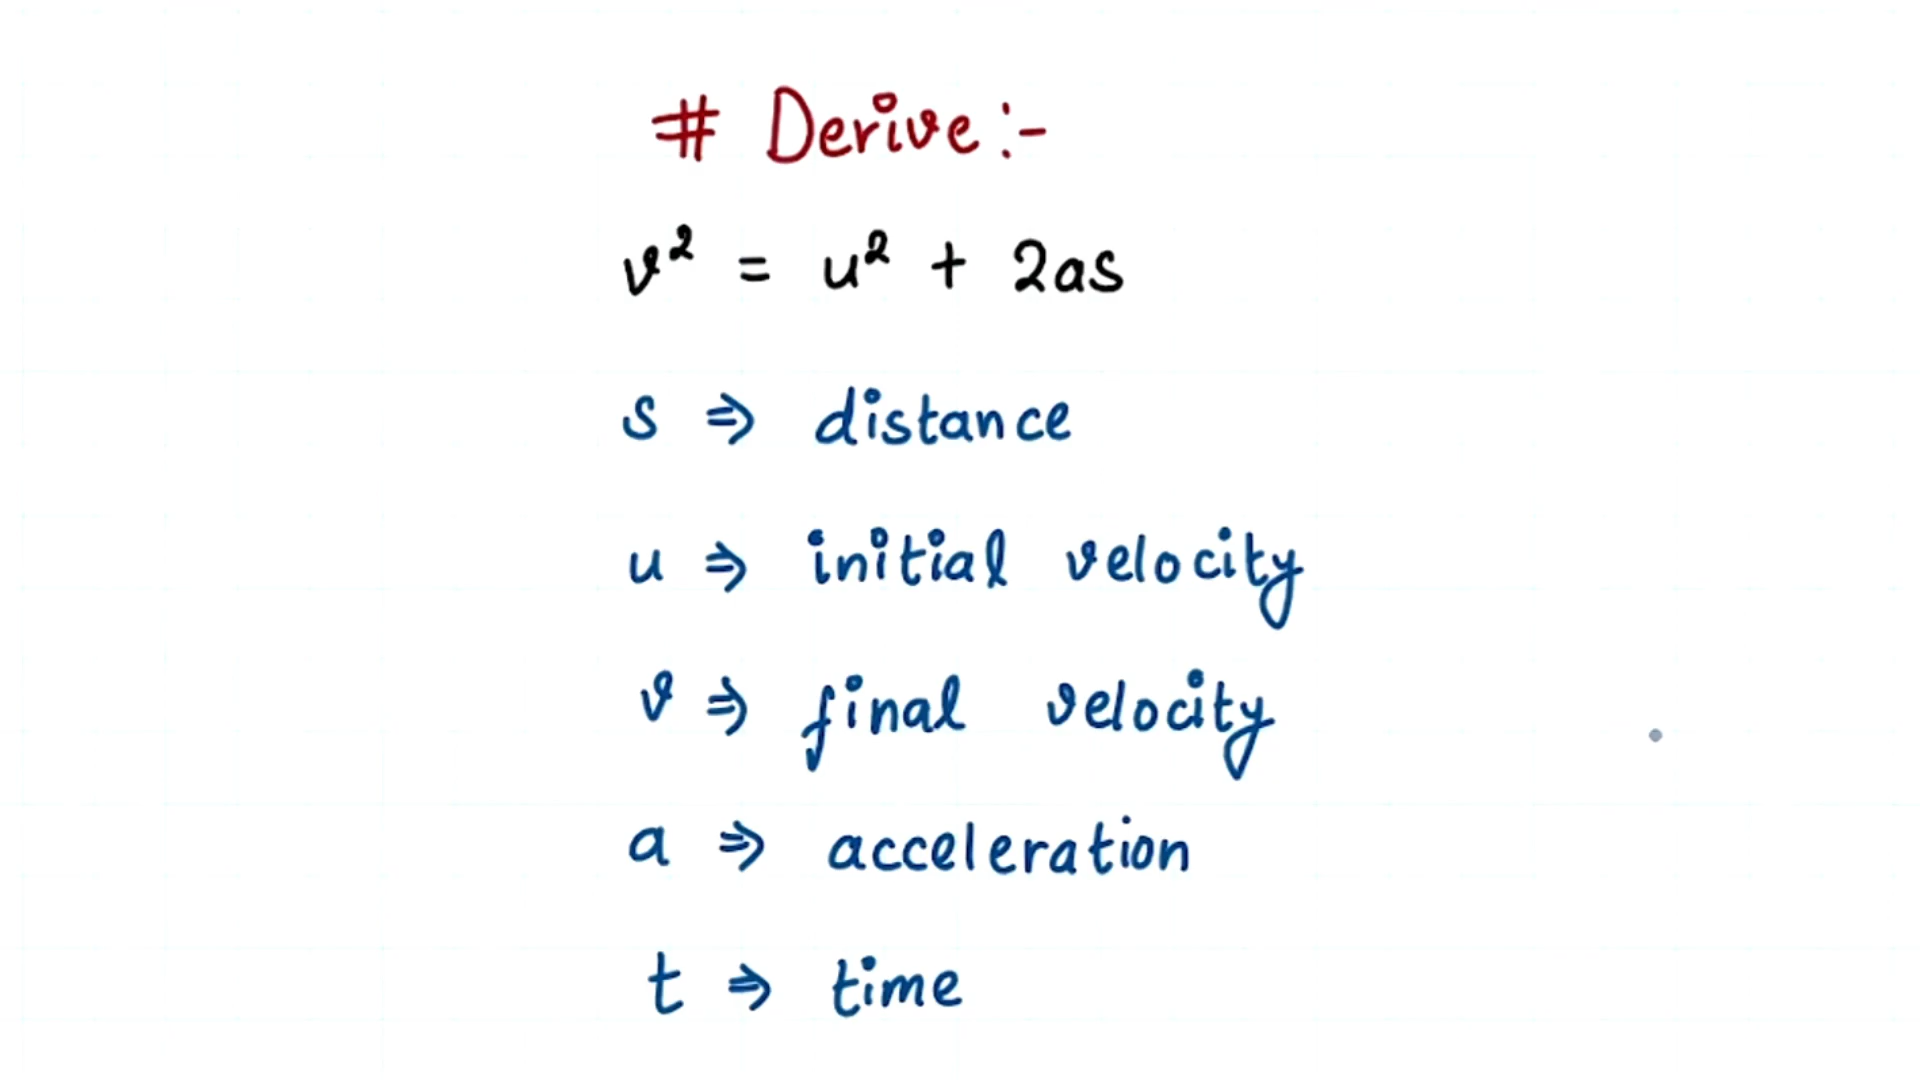 # Derive:-
v² = u² + 2as
s ⇒ distance
u ⇒ initial velocity
v ⇒ final velocity
a ⇒ acceleration
t ⇒ time